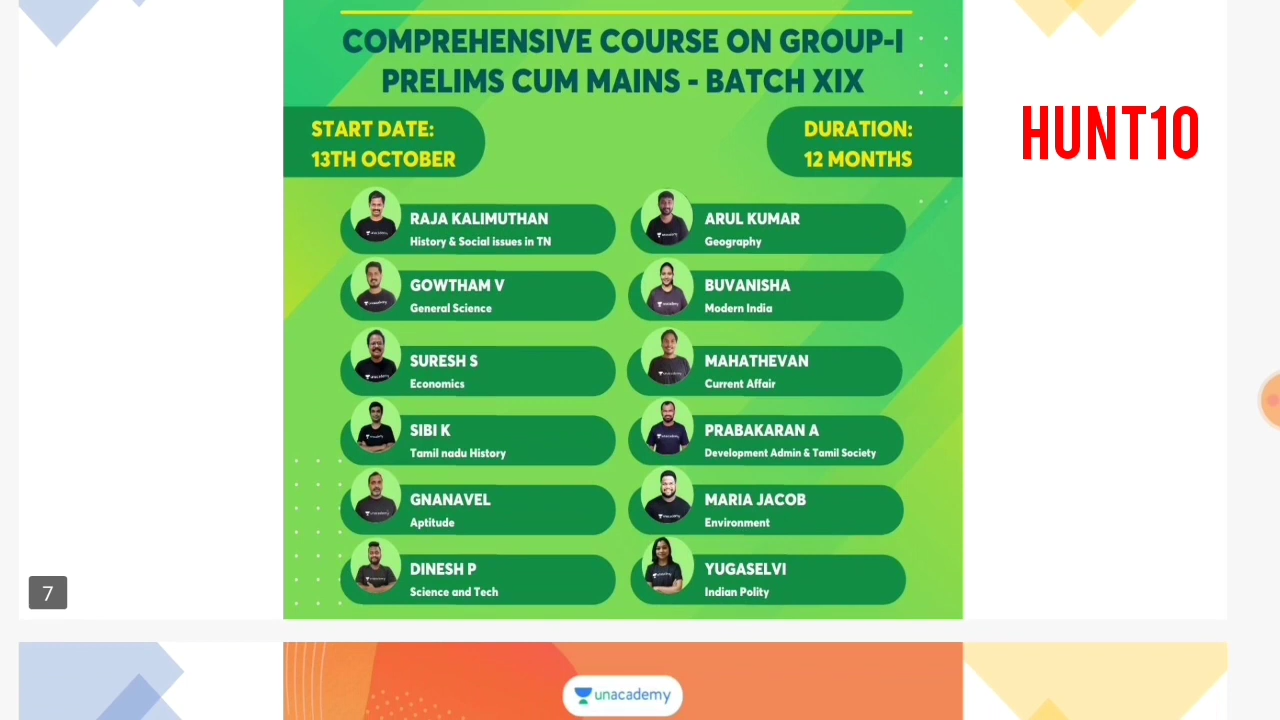 COMPREHENSIVE COURSE ON GROUP-I
PRELIMS CUM MAINS - BATCH XIX
HUNT10
START DATE:
13TH OCTOBER
DURATION:
12 MONTHS
RAJA KALIMUTHAN
History & Social issues in TN
ARUL KUMAR
Geography
GOWTHAM V
General Science
BUVANISHA
Modern India
SURESH S
Economics
MAHATHEVAN
Current Affair
SIBI K
Tamil nadu History
PRABAKARAN A
Development Admin & Tamil Society
GNANAVEL
Aptitude
MARIA JACOB
Environment
DINESH P
Science and Tech
YUGASELVI
Indian Polity
7
unacademy